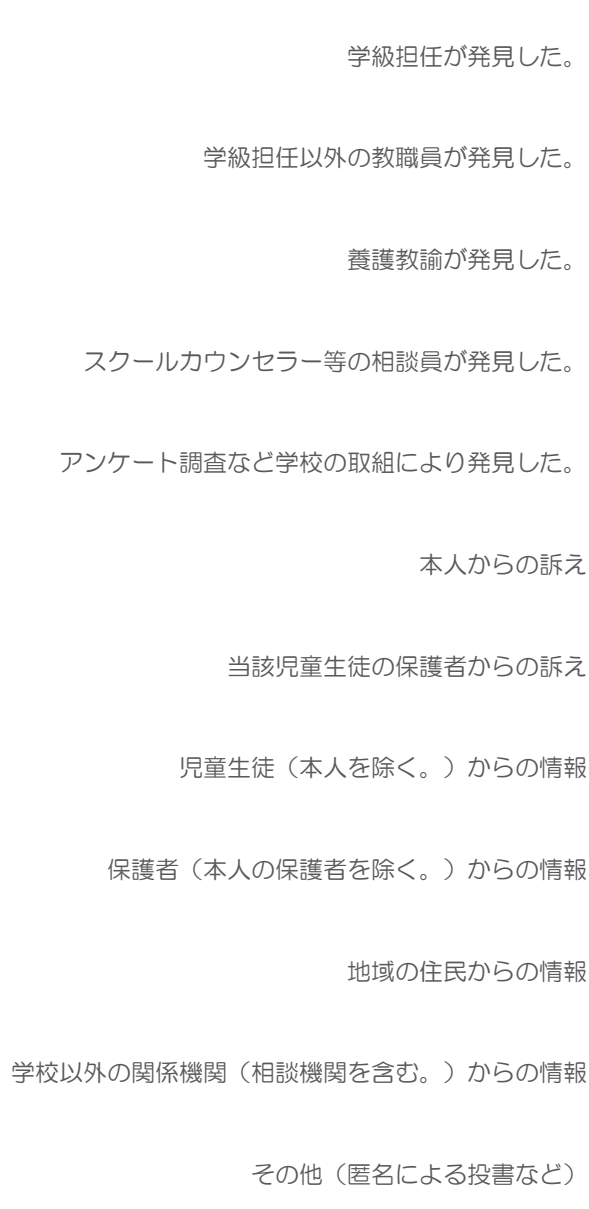 学級担任が発見した。
学級担任以外の教職員が発見した。
養護教諭が発見した。
スクールカウンセラー等の相談員が発見した。
アンケート調査など学校の取組により発見した。
本人からの訴え
当該児童生徒の保護者からの訴え
児童生徒（本人を除く。）からの情報
保護者（本人の保護者を除く。）からの情報
地域の住民からの情報
学校以外の関係機関（相談機関を含む。）からの情報
その他（匿名による投書など）